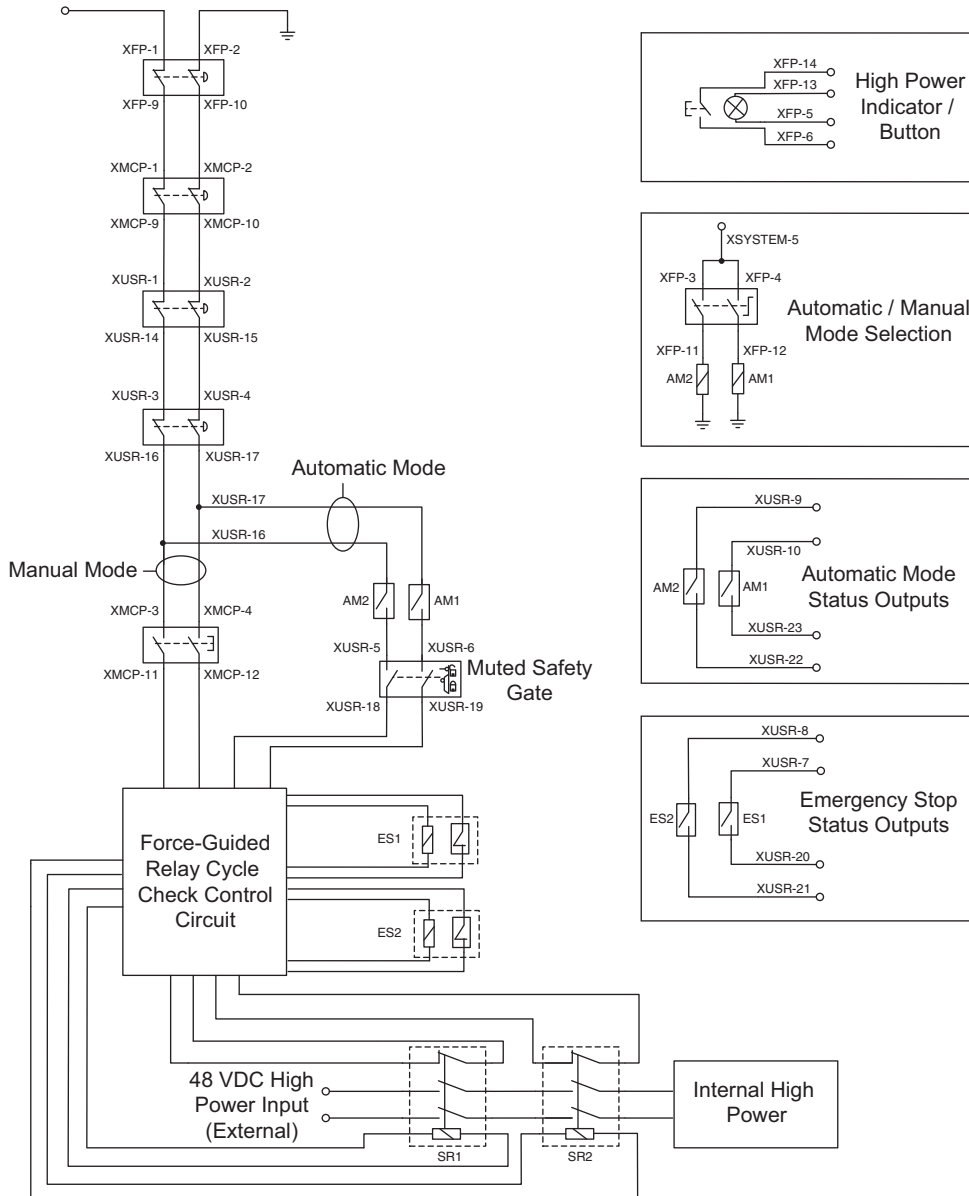 XFP-1 XFP-2
XFP-9 XFP-10
XMCP-1 XMCP-2
XMCP-9 XMCP-10
XUSR-1 XUSR-2
XUSR-14 XUSR-15
XUSR-3 XUSR-4
XUSR-16 XUSR-17
Automatic Mode
XUSR-17
XUSR-16
Manual Mode
XMCP-3 XMCP-4
XMCP-11 XMCP-12
AM2 AM1
XUSR-5 XUSR-6
Muted Safety
Gate
XUSR-18 XUSR-19
Force-Guided
Relay Cycle
Check Control
Circuit
ES1
ES2
48 VDC High
Power Input
(External)
SR1
SR2
Internal High
Power
XFP-14
XFP-13
XFP-5
XFP-6
High Power
Indicator /
Button
XSYSTEM-5
XFP-3 XFP-4
XFP-11 XFP-12
AM2 AM1
Automatic / Manual
Mode Selection
XUSR-9
XUSR-10
AM2 AM1
XUSR-23
XUSR-22
Automatic Mode
Status Outputs
XUSR-8
XUSR-7
ES2 ES1
XUSR-20
XUSR-21
Emergency Stop
Status Outputs